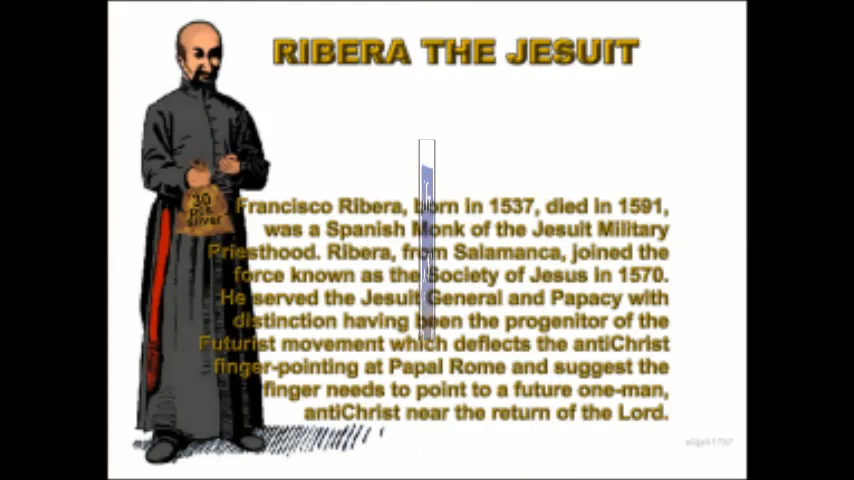 RIBERA THE JESUIT
30
pcs
silver
Francisco Ribera, born in 1537, died in 1591,
was a Spanish Monk of the Jesuit Military
Priesthood. Ribera, from Salamanca, joined the
force known as the Society of Jesus in 1570.
He served the Jesuit General and Papacy with
distinction having been the progenitor of the
Futurist movement which deflects the antiChrist
finger-pointing at Papal Rome and suggest the
finger needs to point to a future one-man,
antiChrist near the return of the Lord.